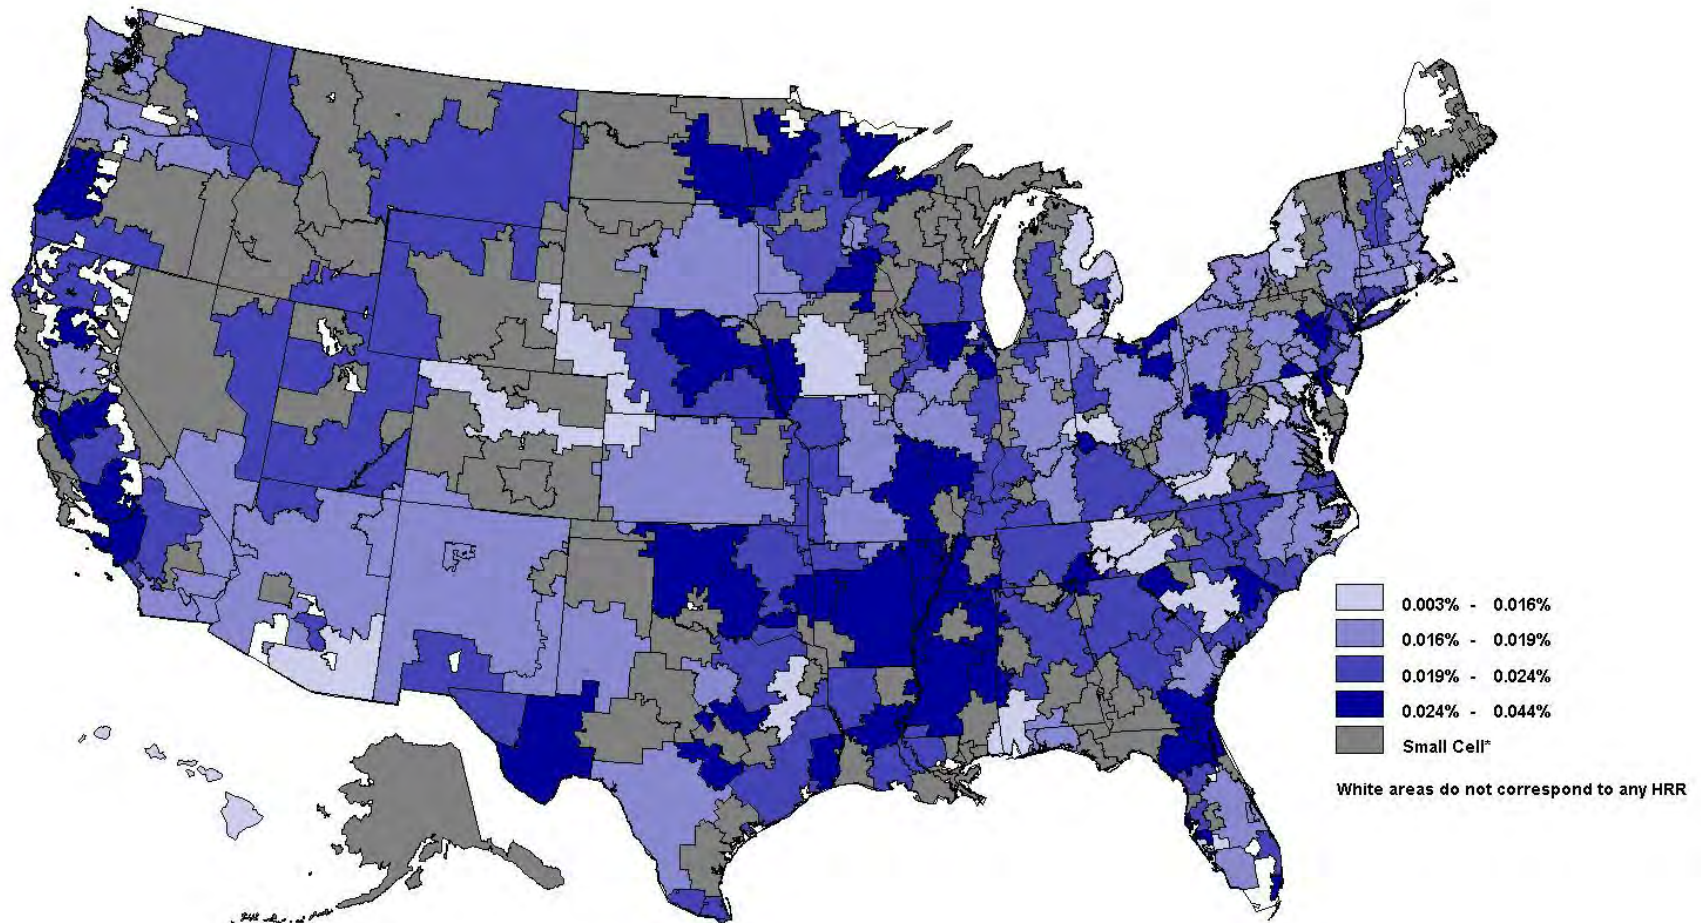 0.003% - 0.016%
0.016% - 0.019%
0.019% - 0.024%
0.024% - 0.044%
Small Cell*
White areas do not correspond to any HRR